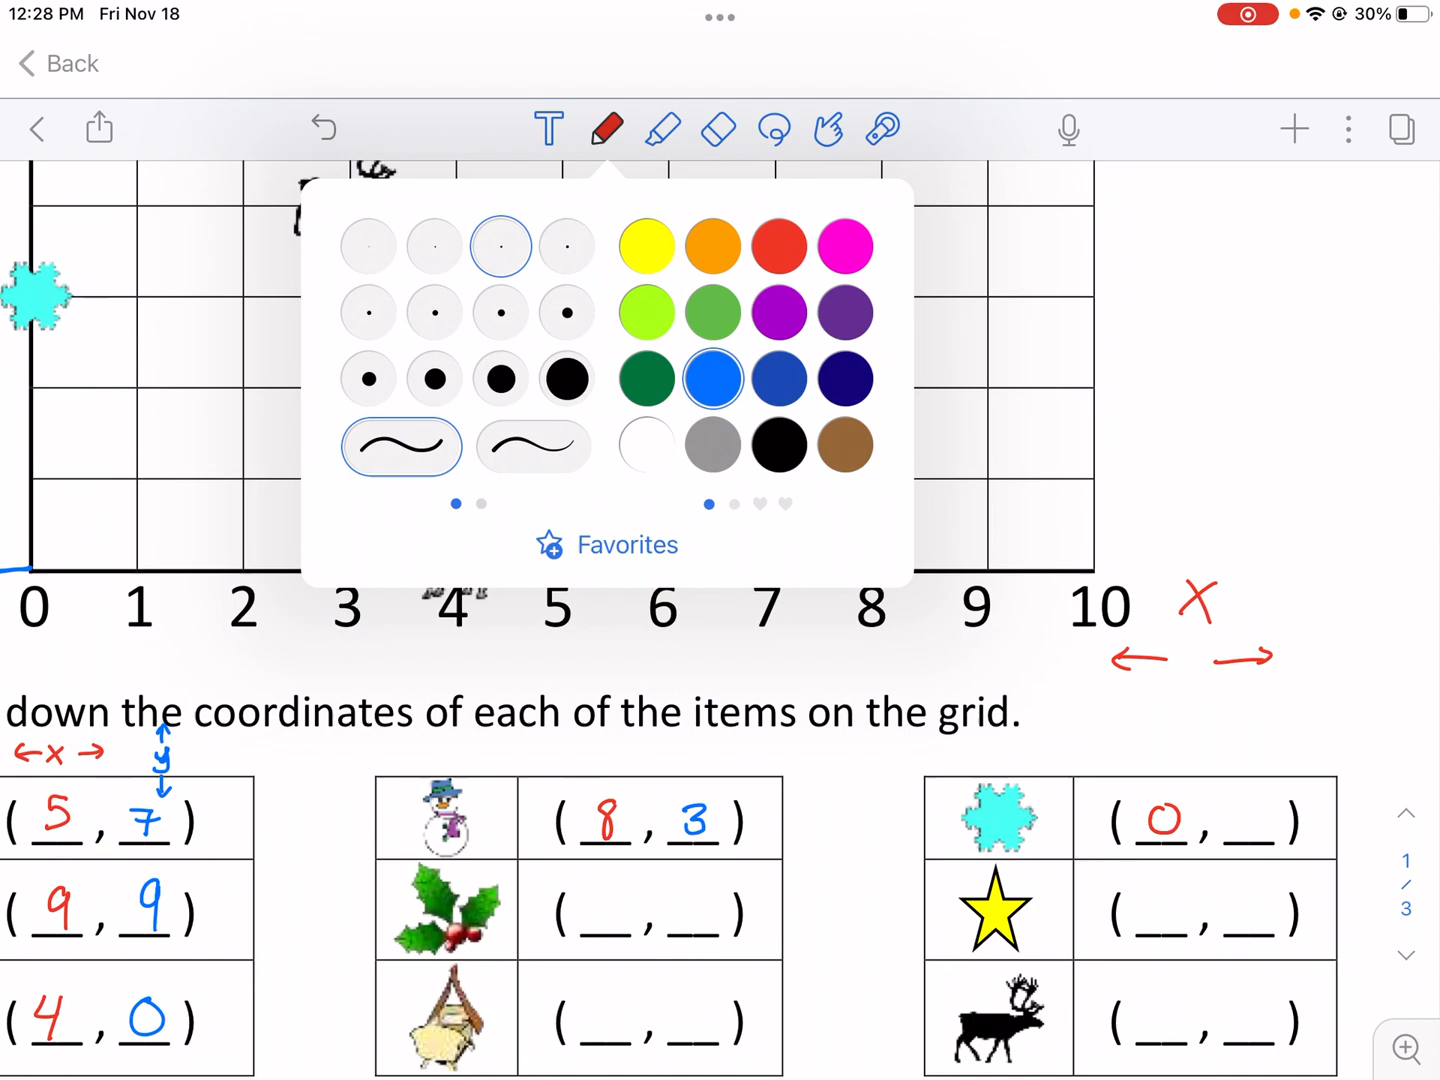 12:28 PM Fri Nov 18
30%
Back
T
Favorites
0 1 2 3 4 5 6 7 8 9 10 x
down the coordinates of each of the items on the grid.
x y
( 5 , 7 ) ( 8 , 3 ) ( 0 , __ )
( 9 , 9 ) ( __ , __ ) ( __ , __ )
( 4 , 0 ) ( __ , __ ) ( __ , __ )
1
/
3